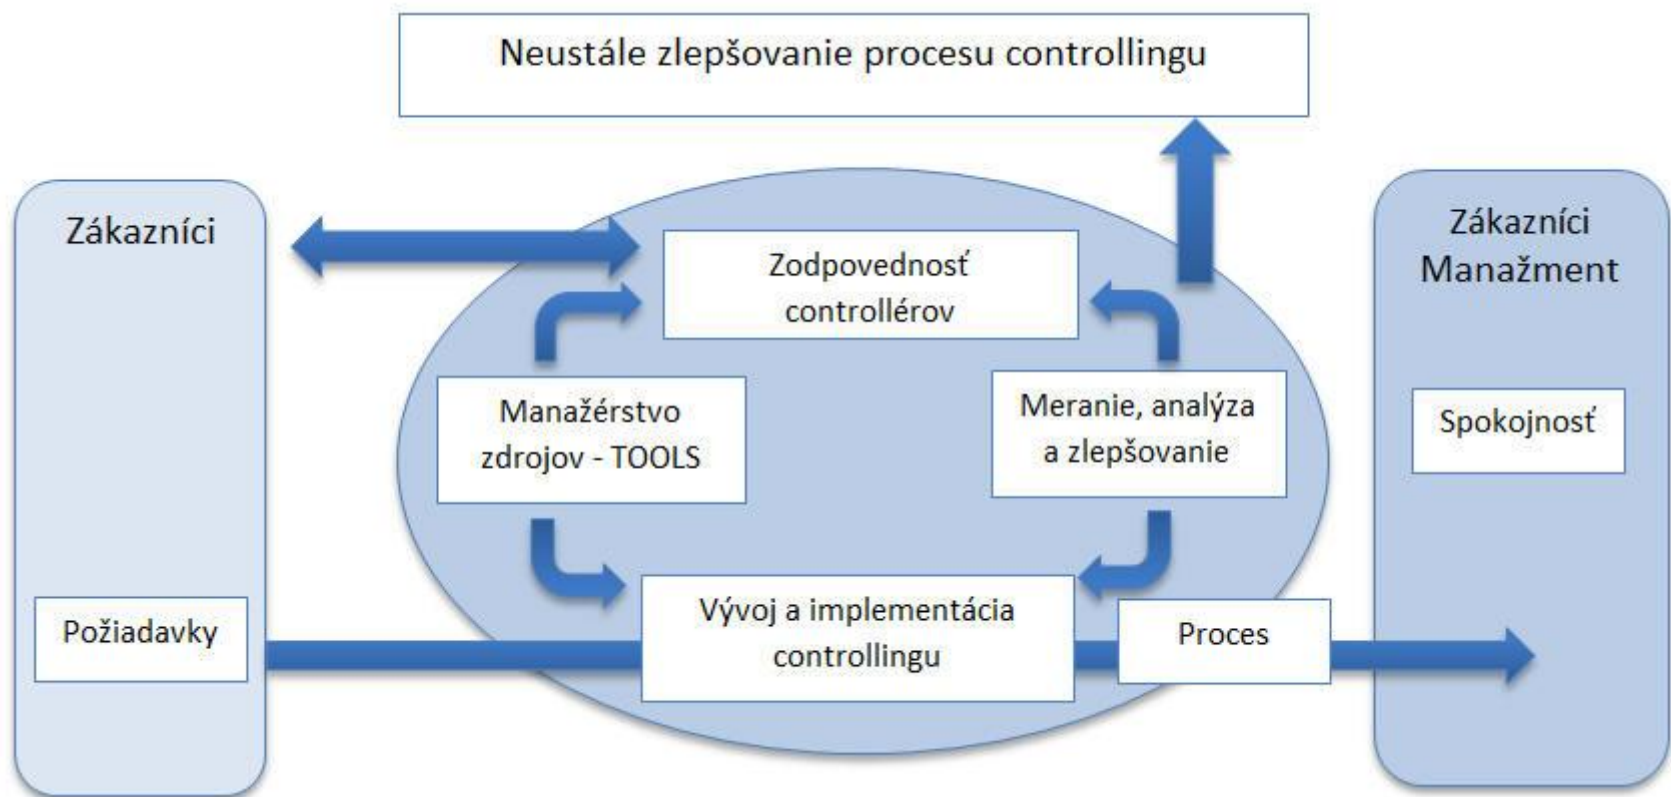 Neustále zlepšovanie procesu controllingu
Zákazníci
Zodpovednosť
controllérov
Zákazníci
Manažment
Manažérstvo
zdrojov - TOOLS
Meranie, analýza
a zlepšovanie
Spokojnosť
Požiadavky
Vývoj a implementácia
controllingu
Proces